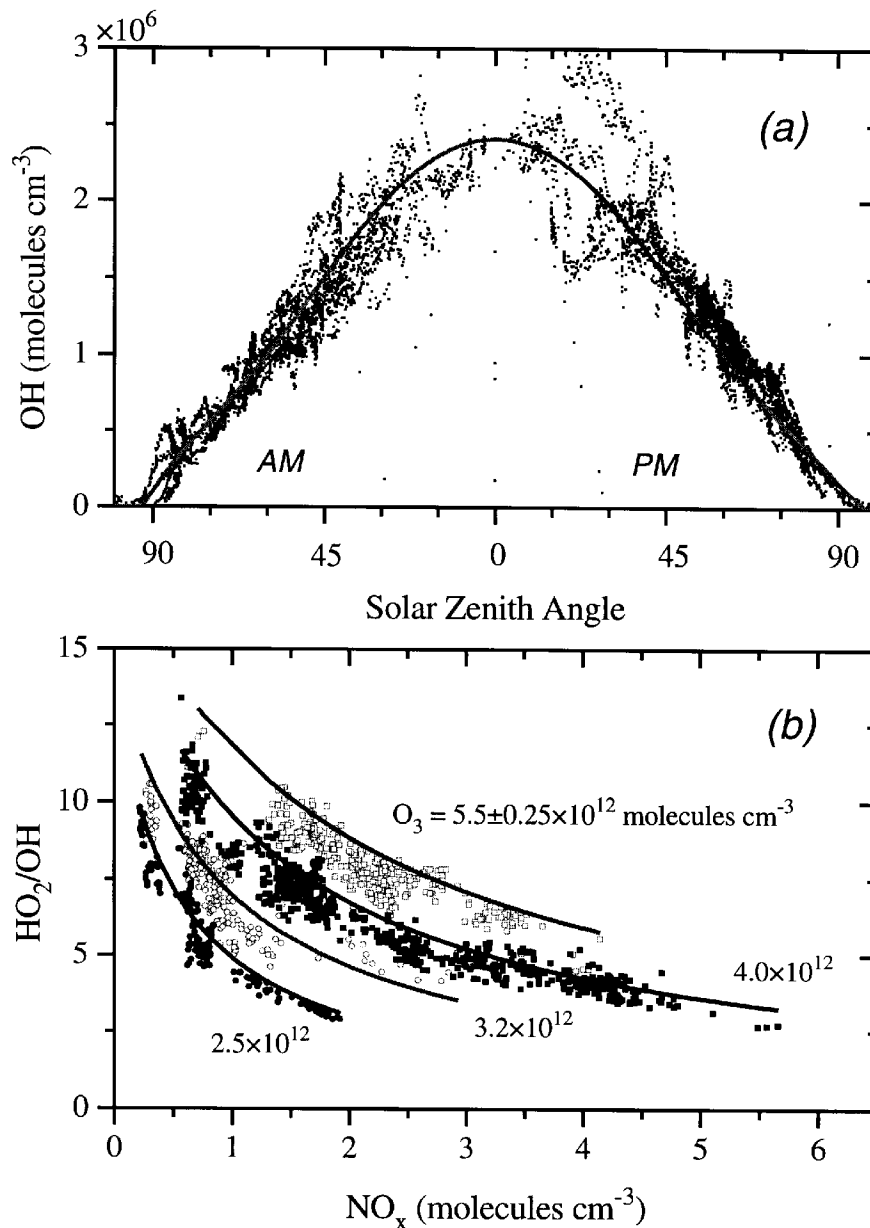 ×10⁶
3
2
1
0
OH (molecules cm⁻³)
(a)
AM
PM
90 45 0 45 90
Solar Zenith Angle
15
10
5
0
HO₂/OH
(b)
O₃ = 5.5±0.25×10¹² molecules cm⁻³
4.0×10¹²
3.2×10¹²
2.5×10¹²
0 1 2 3 4 5 6
NOₓ (molecules cm⁻³)